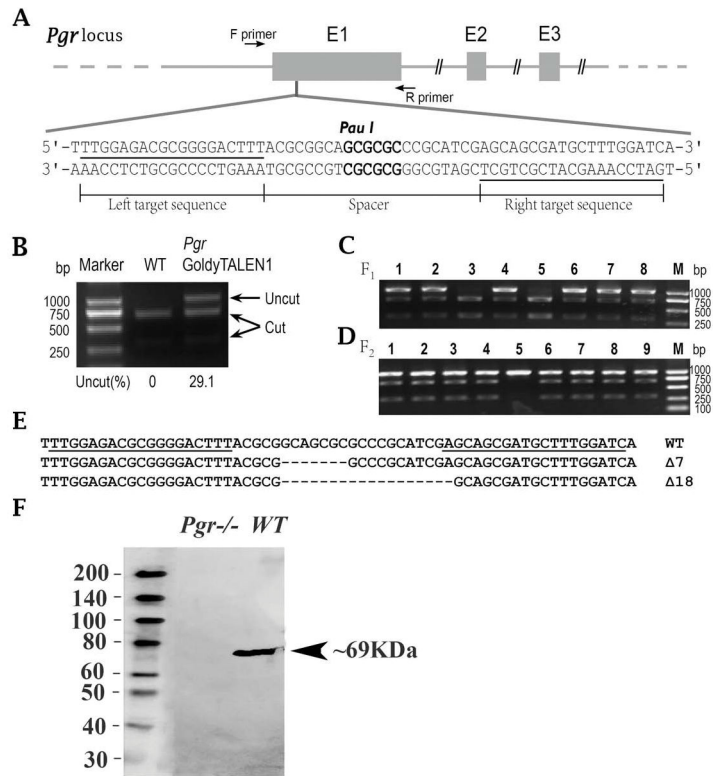 A
Pgr locus
F primer
E1
E2
E3
//
//
//
R primer
Pau I
5'-TTTGGAGACGCGGGGACTTTACGCGGCAGCGCGCCCGCATCGAGCAGCGATGCTTTGGATCA-3'
3'-AAACCTCTGCGCCCCTGAAATGCGCCGTCGCGCGGGCGTAGCTCGTCGCTACGAAACCTAGT-5'
Left target sequence
Spacer
Right target sequence
B
Pgr
bp Marker WT GoldyTALEN1
1000
750
500
250
Uncut
Cut
Uncut(%) 0 29.1
C
F1 1 2 3 4 5 6 7 8 M
1000
750
500
250
D
F2 bp
1 2 3 4 5 6 7 8 9 M
1000
750
500
250
100
E
TTTGGAGACGCGGGGACTTTACGCGGCAGCGCGCCCGCATCGAGCAGCGATGCTTTGGATCA WT
TTTGGAGACGCGGGGACTTTACGCG-------GCCCGCATCGAGCAGCGATGCTTTGGATCA Δ7
TTTGGAGACGCGGGGACTTTACGCG------------------GCAGCGATGCTTTGGATCA Δ18
F
Pgr-/- WT
200
140
100
80
60
50
40
30
~69KDa